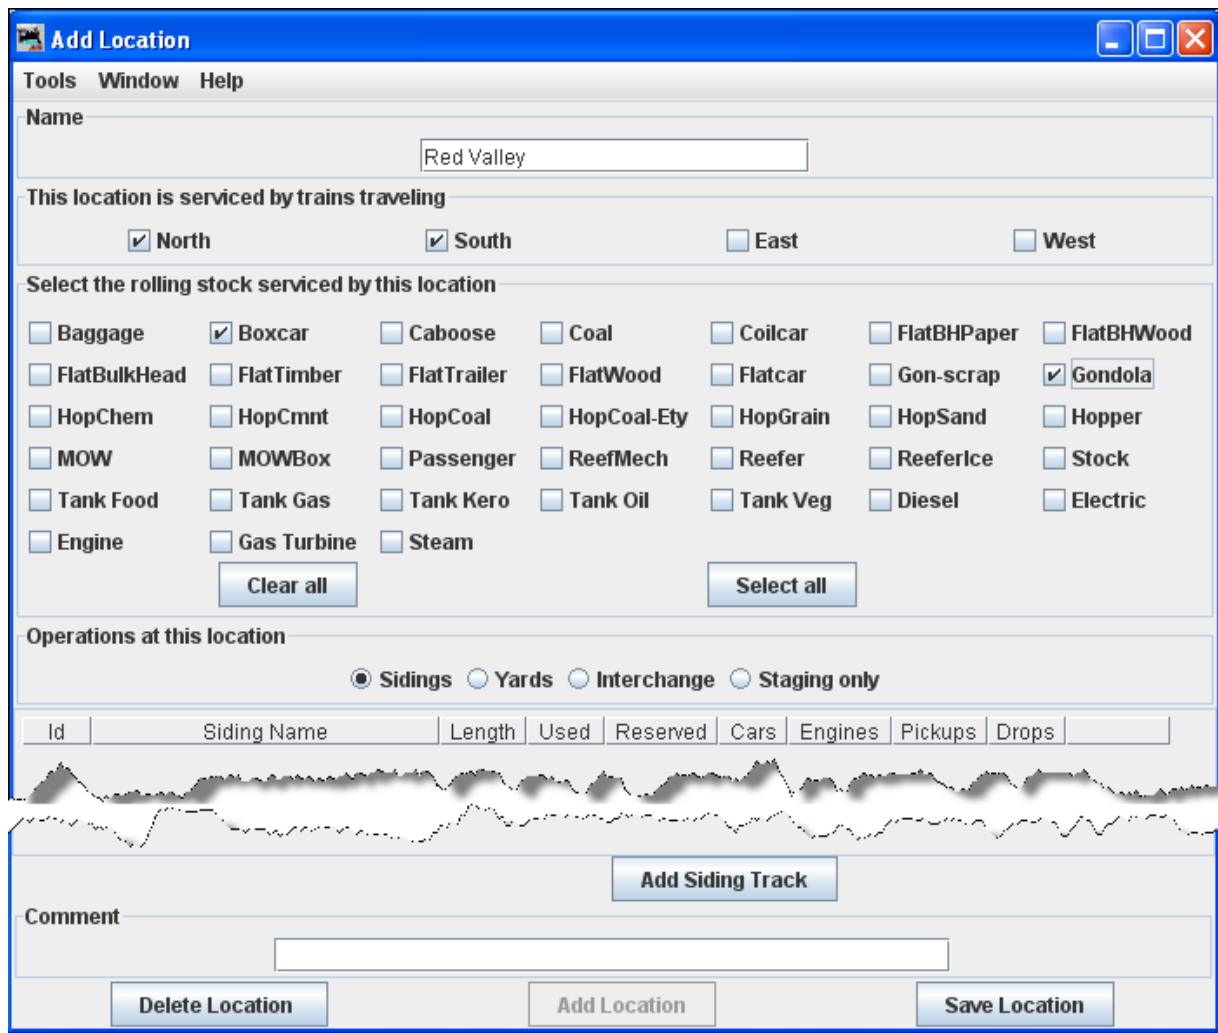 Add Location
Tools Window Help
Name
Red Valley
This location is serviced by trains traveling
North South East West
Select the rolling stock serviced by this location
Baggage Boxcar Caboose Coal Coilcar FlatBHPaper FlatBHWood
FlatBulkHead FlatTimber FlatTrailer FlatWood Flatcar Gon-scrap Gondola
HopChem HopCmnt HopCoal HopCoal-Ety HopGrain HopSand Hopper
MOW MOWBox Passenger ReefMech Reefer ReeferIce Stock
Tank Food Tank Gas Tank Kero Tank Oil Tank Veg Diesel Electric
Engine Gas Turbine Steam
Clear all Select all
Operations at this location
Sidings Yards Interchange Staging only
Id Siding Name Length Used Reserved Cars Engines Pickups Drops
Add Siding Track
Comment
Delete Location Add Location Save Location